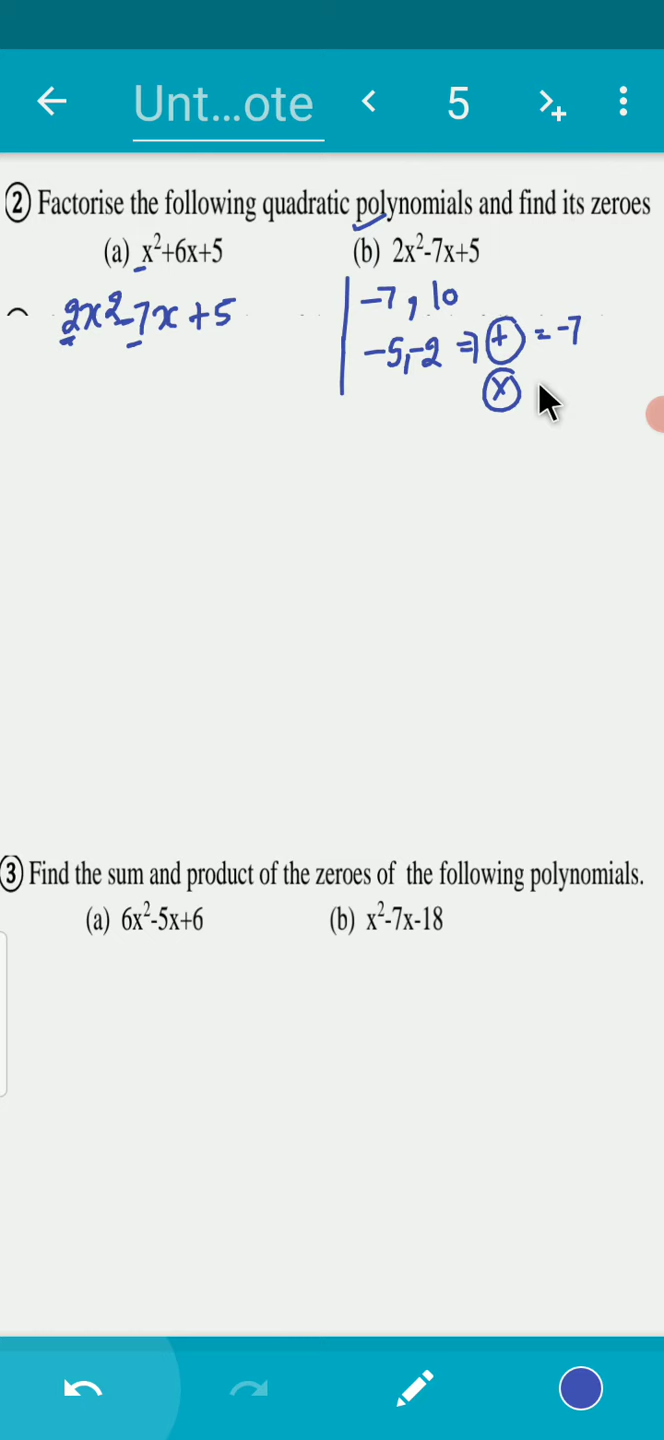 Unt...ote 5
② Factorise the following quadratic polynomials and find its zeroes
(a) x²+6x+5 (b) 2x²-7x+5
2x²-7x+5
-7, 10
-5,-2 ⇒ ⊕ = -7
ⓧ
③ Find the sum and product of the zeroes of the following polynomials.
(a) 6x²-5x+6 (b) x²-7x-18